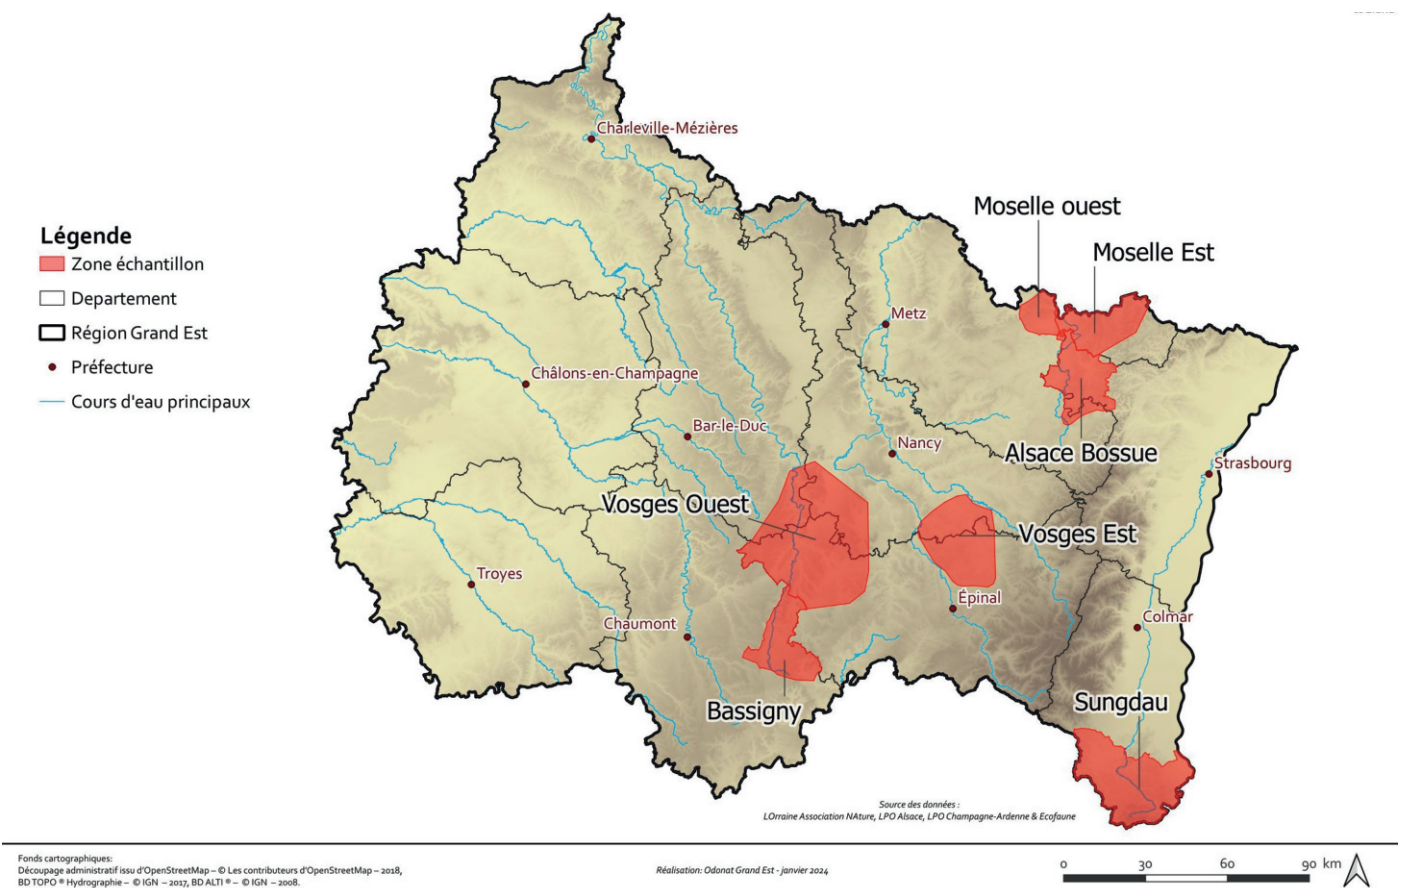 Charleville-Mézières
Moselle ouest
Moselle Est
Légende
Zone échantillon
Departement
Région Grand Est
Préfecture
Cours d'eau principaux
Metz
Châlons-en-Champagne
Bar-le-Duc
Nancy
Alsace Bossue
Strasbourg
Vosges Ouest
Vosges Est
Troyes
Épinal
Chaumont
Colmar
Bassigny
Sungdau
Source des données :
LOrraine Association NAture, LPO Alsace, LPO Champagne-Ardenne & Ecofaune
Fonds cartographiques:
Découpage administratif issu d'OpenStreetMap – © Les contributeurs d'OpenStreetMap – 2018,
BD TOPO ® Hydrographie – © IGN – 2017, BD ALTI ® – © IGN – 2008.
Réalisation: Odonat Grand Est - janvier 2024
0 30 60 90 km